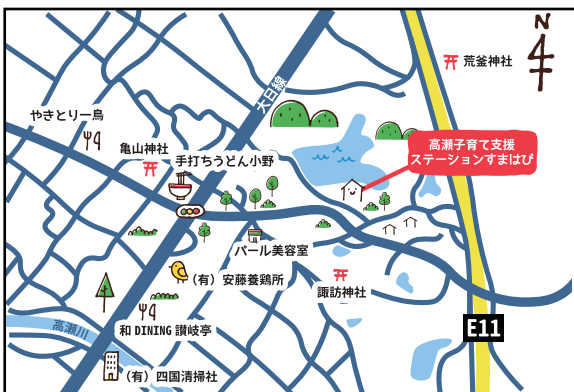 N
荒釜神社
大日線
やきとり一鳥
亀山神社
手打ちうどん小野
高瀬子育て支援
ステーションすまはぴ
パール美容室
(有)安藤養鶏所
諏訪神社
和 DINING 讃岐亭
高瀬川
E11
(有)四国清掃社